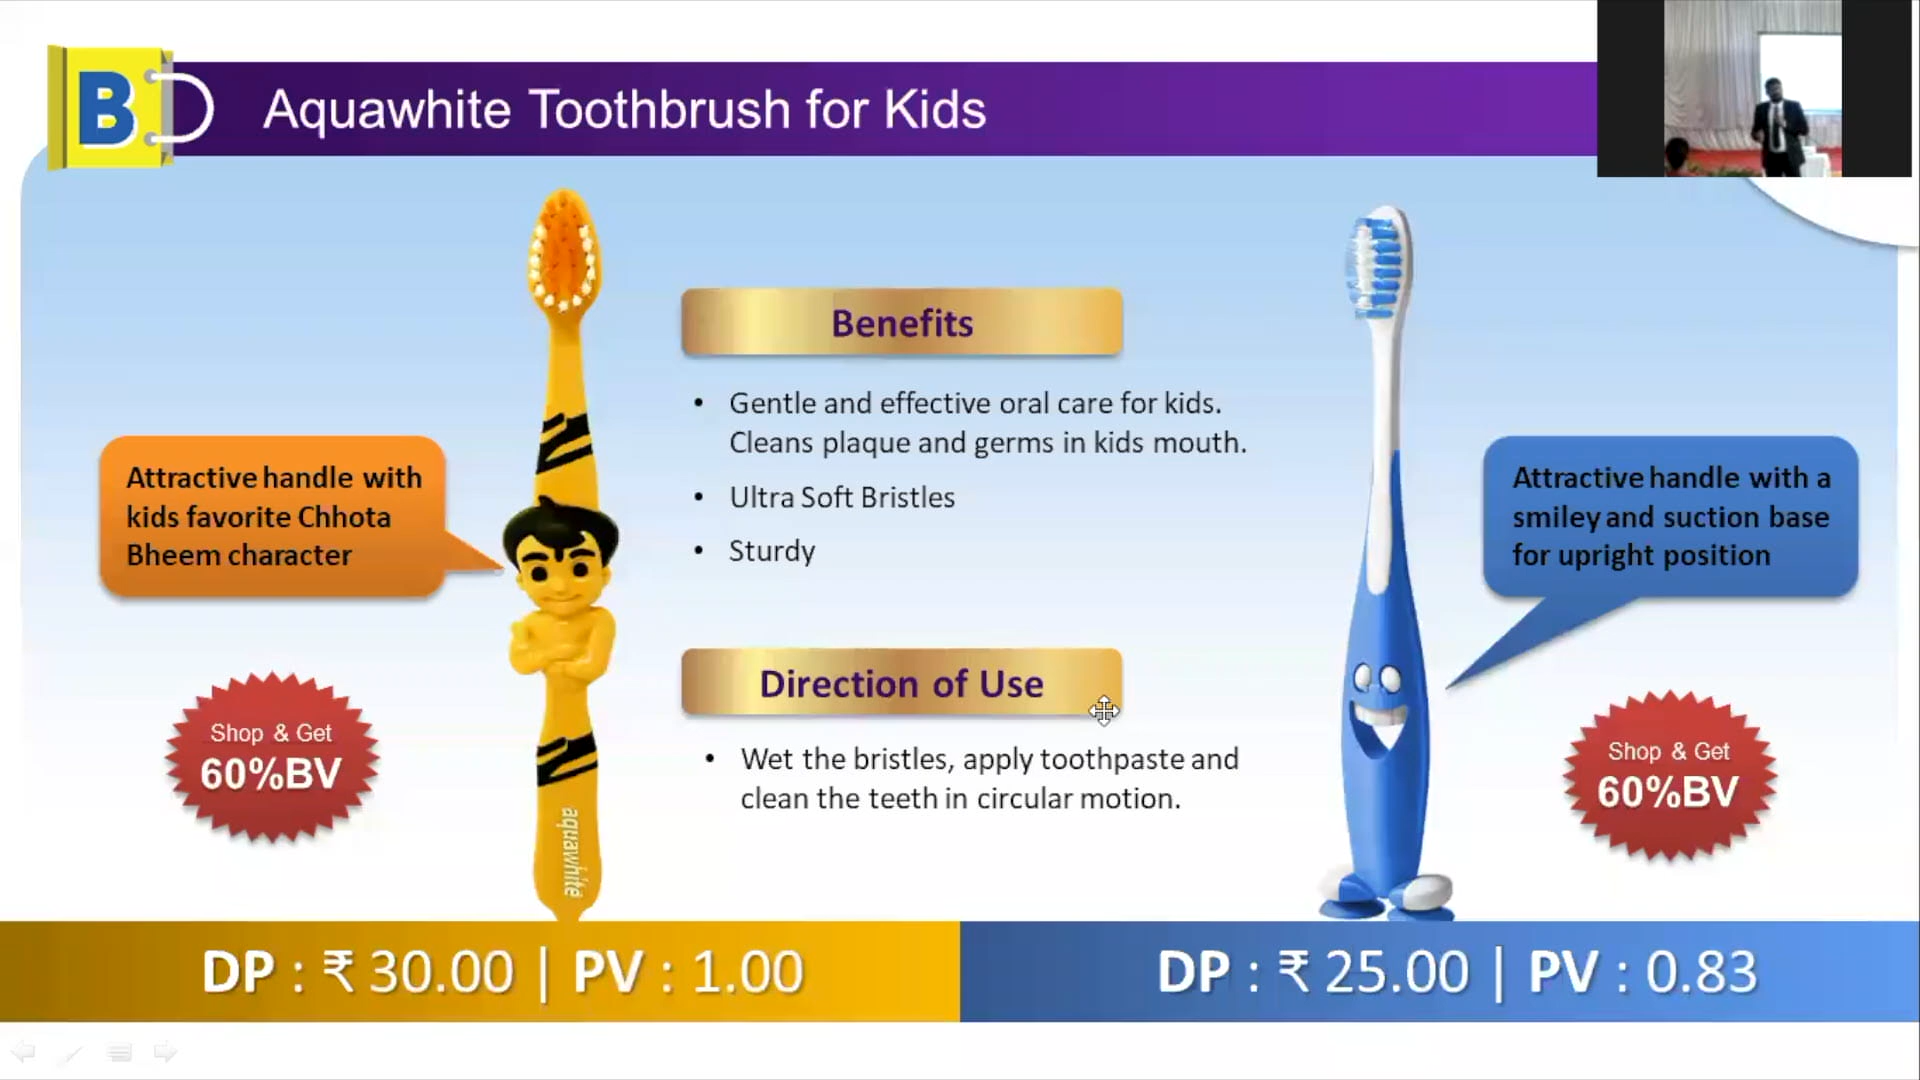 B
Aquawhite Toothbrush for Kids
Benefits
• Gentle and effective oral care for kids.
Cleans plaque and germs in kids mouth.
• Ultra Soft Bristles
• Sturdy
Attractive handle with
kids favorite Chhota
Bheem character
Attractive handle with a
smiley and suction base
for upright position
Direction of Use
• Wet the bristles, apply toothpaste and
clean the teeth in circular motion.
Shop & Get
60%BV
Shop & Get
60%BV
aquawhite
DP : ₹ 30.00 | PV : 1.00
DP : ₹ 25.00 | PV : 0.83